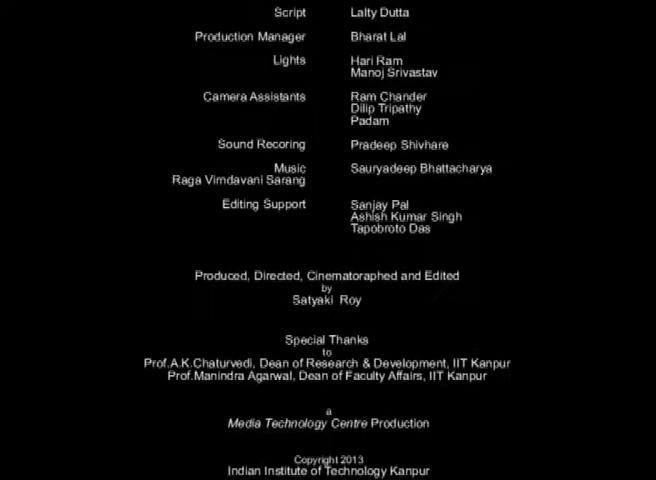 Script Lalty Dutta
Production Manager Bharat Lal
Lights Hari Ram
Manoj Srivastav
Camera Assistants Ram Chander
Dilip Tripathy
Padam
Sound Recoring Pradeep Shivhare
Music Sauryadeep Bhattacharya
Raga Virndavani Sarang
Editing Support Sanjay Pal
Ashish Kumar Singh
Tapobroto Das
Produced, Directed, Cinematoraphed and Edited
by
Satyaki Roy
Special Thanks
to
Prof.A.K.Chaturvedi, Dean of Research & Development, IIT Kanpur
Prof.Manindra Agarwal, Dean of Faculty Affairs, IIT Kanpur
a
Media Technology Centre Production
Copyright 2013
Indian Institute of Technology Kanpur